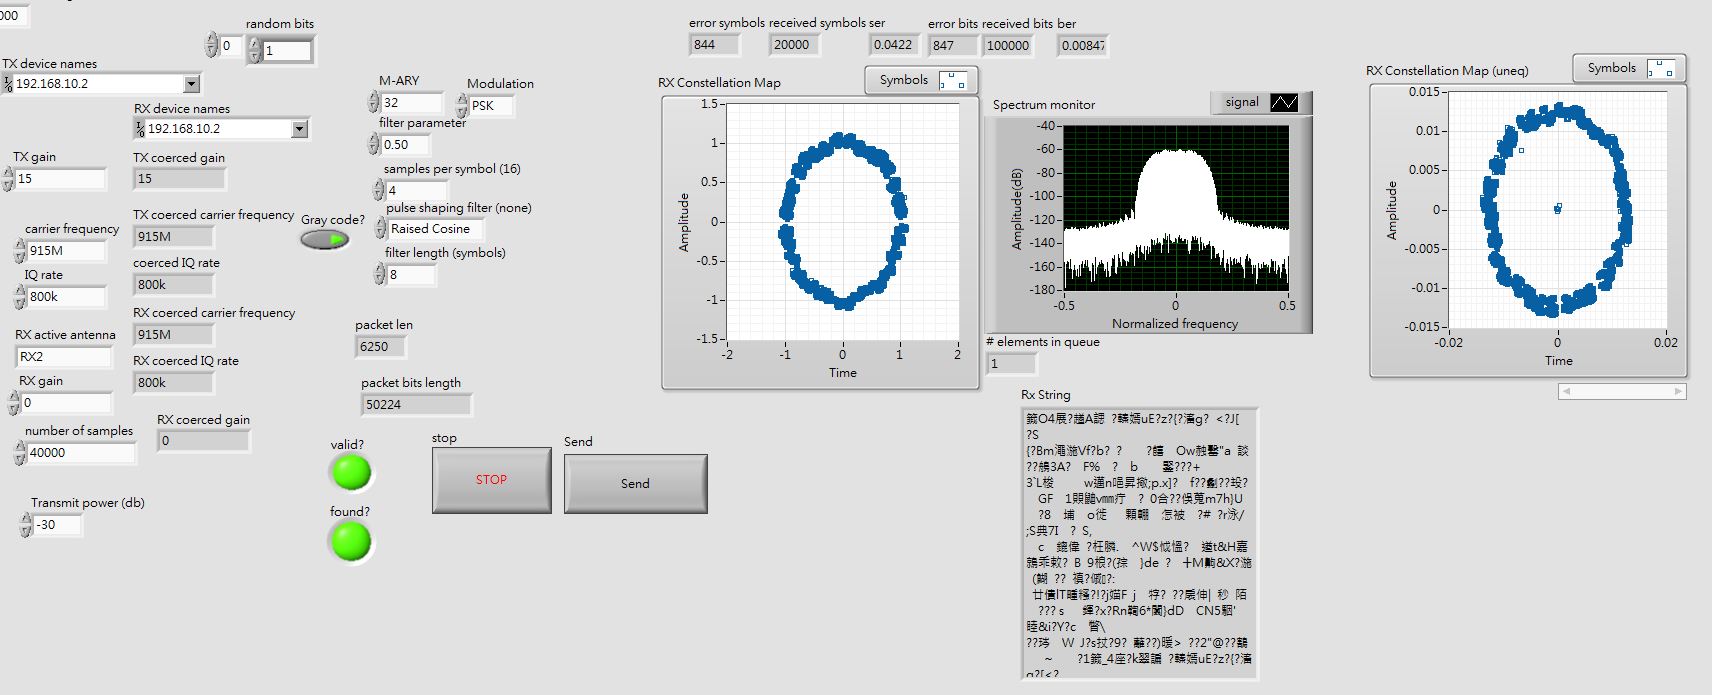 000
random bits
0
1
error symbols received symbols ser
844
20000
0.0422
error bits received bits ber
847
100000
0.00847
TX device names
192.168.10.2
RX device names
192.168.10.2
M-ARY
32
Modulation
PSK
filter parameter
0.50
samples per symbol (16)
4
pulse shaping filter (none)
Raised Cosine
filter length (symbols)
8
TX gain
15
TX coerced gain
15
carrier frequency
915M
TX coerced carrier frequency
915M
Gray code?
IQ rate
800k
coerced IQ rate
800k
RX coerced carrier frequency
915M
RX active antenna
RX2
RX coerced IQ rate
800k
RX gain
0
RX coerced gain
0
number of samples
40000
Transmit power (db)
-30
packet len
6250
packet bits length
50224
valid?
found?
stop
STOP
Send
Send
RX Constellation Map
Symbols
1.5
1
0.5
0
-0.5
-1
-1.5
Amplitude
-2
-1
0
1
2
Time
Spectrum monitor
signal
-40
-60
-80
-100
-120
-140
-160
-180
Amplitude(dB)
-0.5
0
0.5
Normalized frequency
# elements in queue
1
Rx String
RX Constellation Map (uneq)
Symbols
0.015
0.01
0.005
0
-0.005
-0.01
-0.015
Amplitude
-0.02
0
0.02
Time